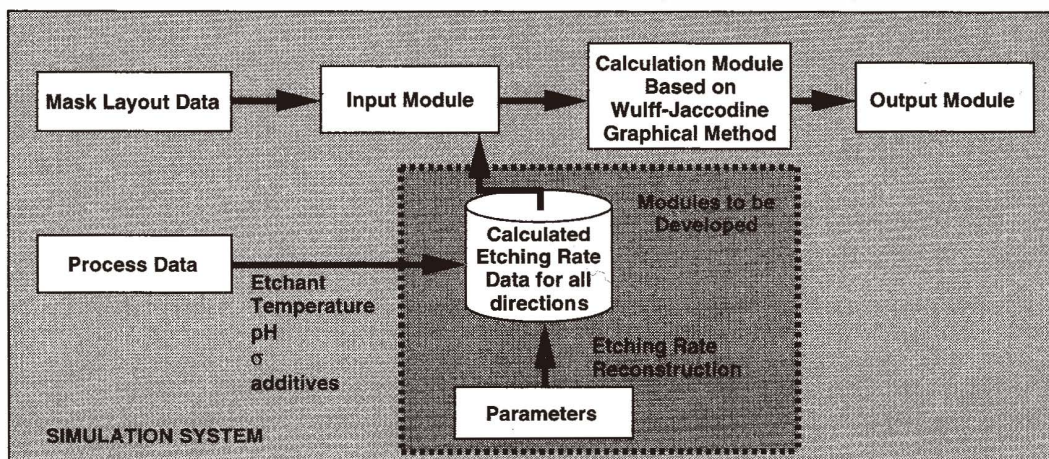 Mask Layout Data
Input Module
Calculation Module
Based on
Wulff-Jaccodine
Graphical Method
Output Module
Modules to be
Developed
Process Data
Calculated
Etching Rate
Data for all
directions
Etchant
Temperature
pH
σ
additives
Etching Rate
Reconstruction
Parameters
SIMULATION SYSTEM